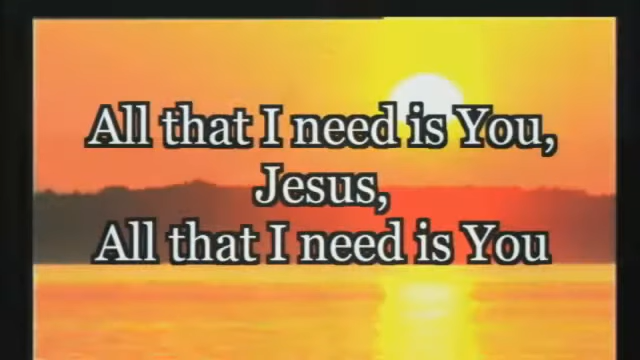 All that I need is You,
Jesus,
All that I need is You